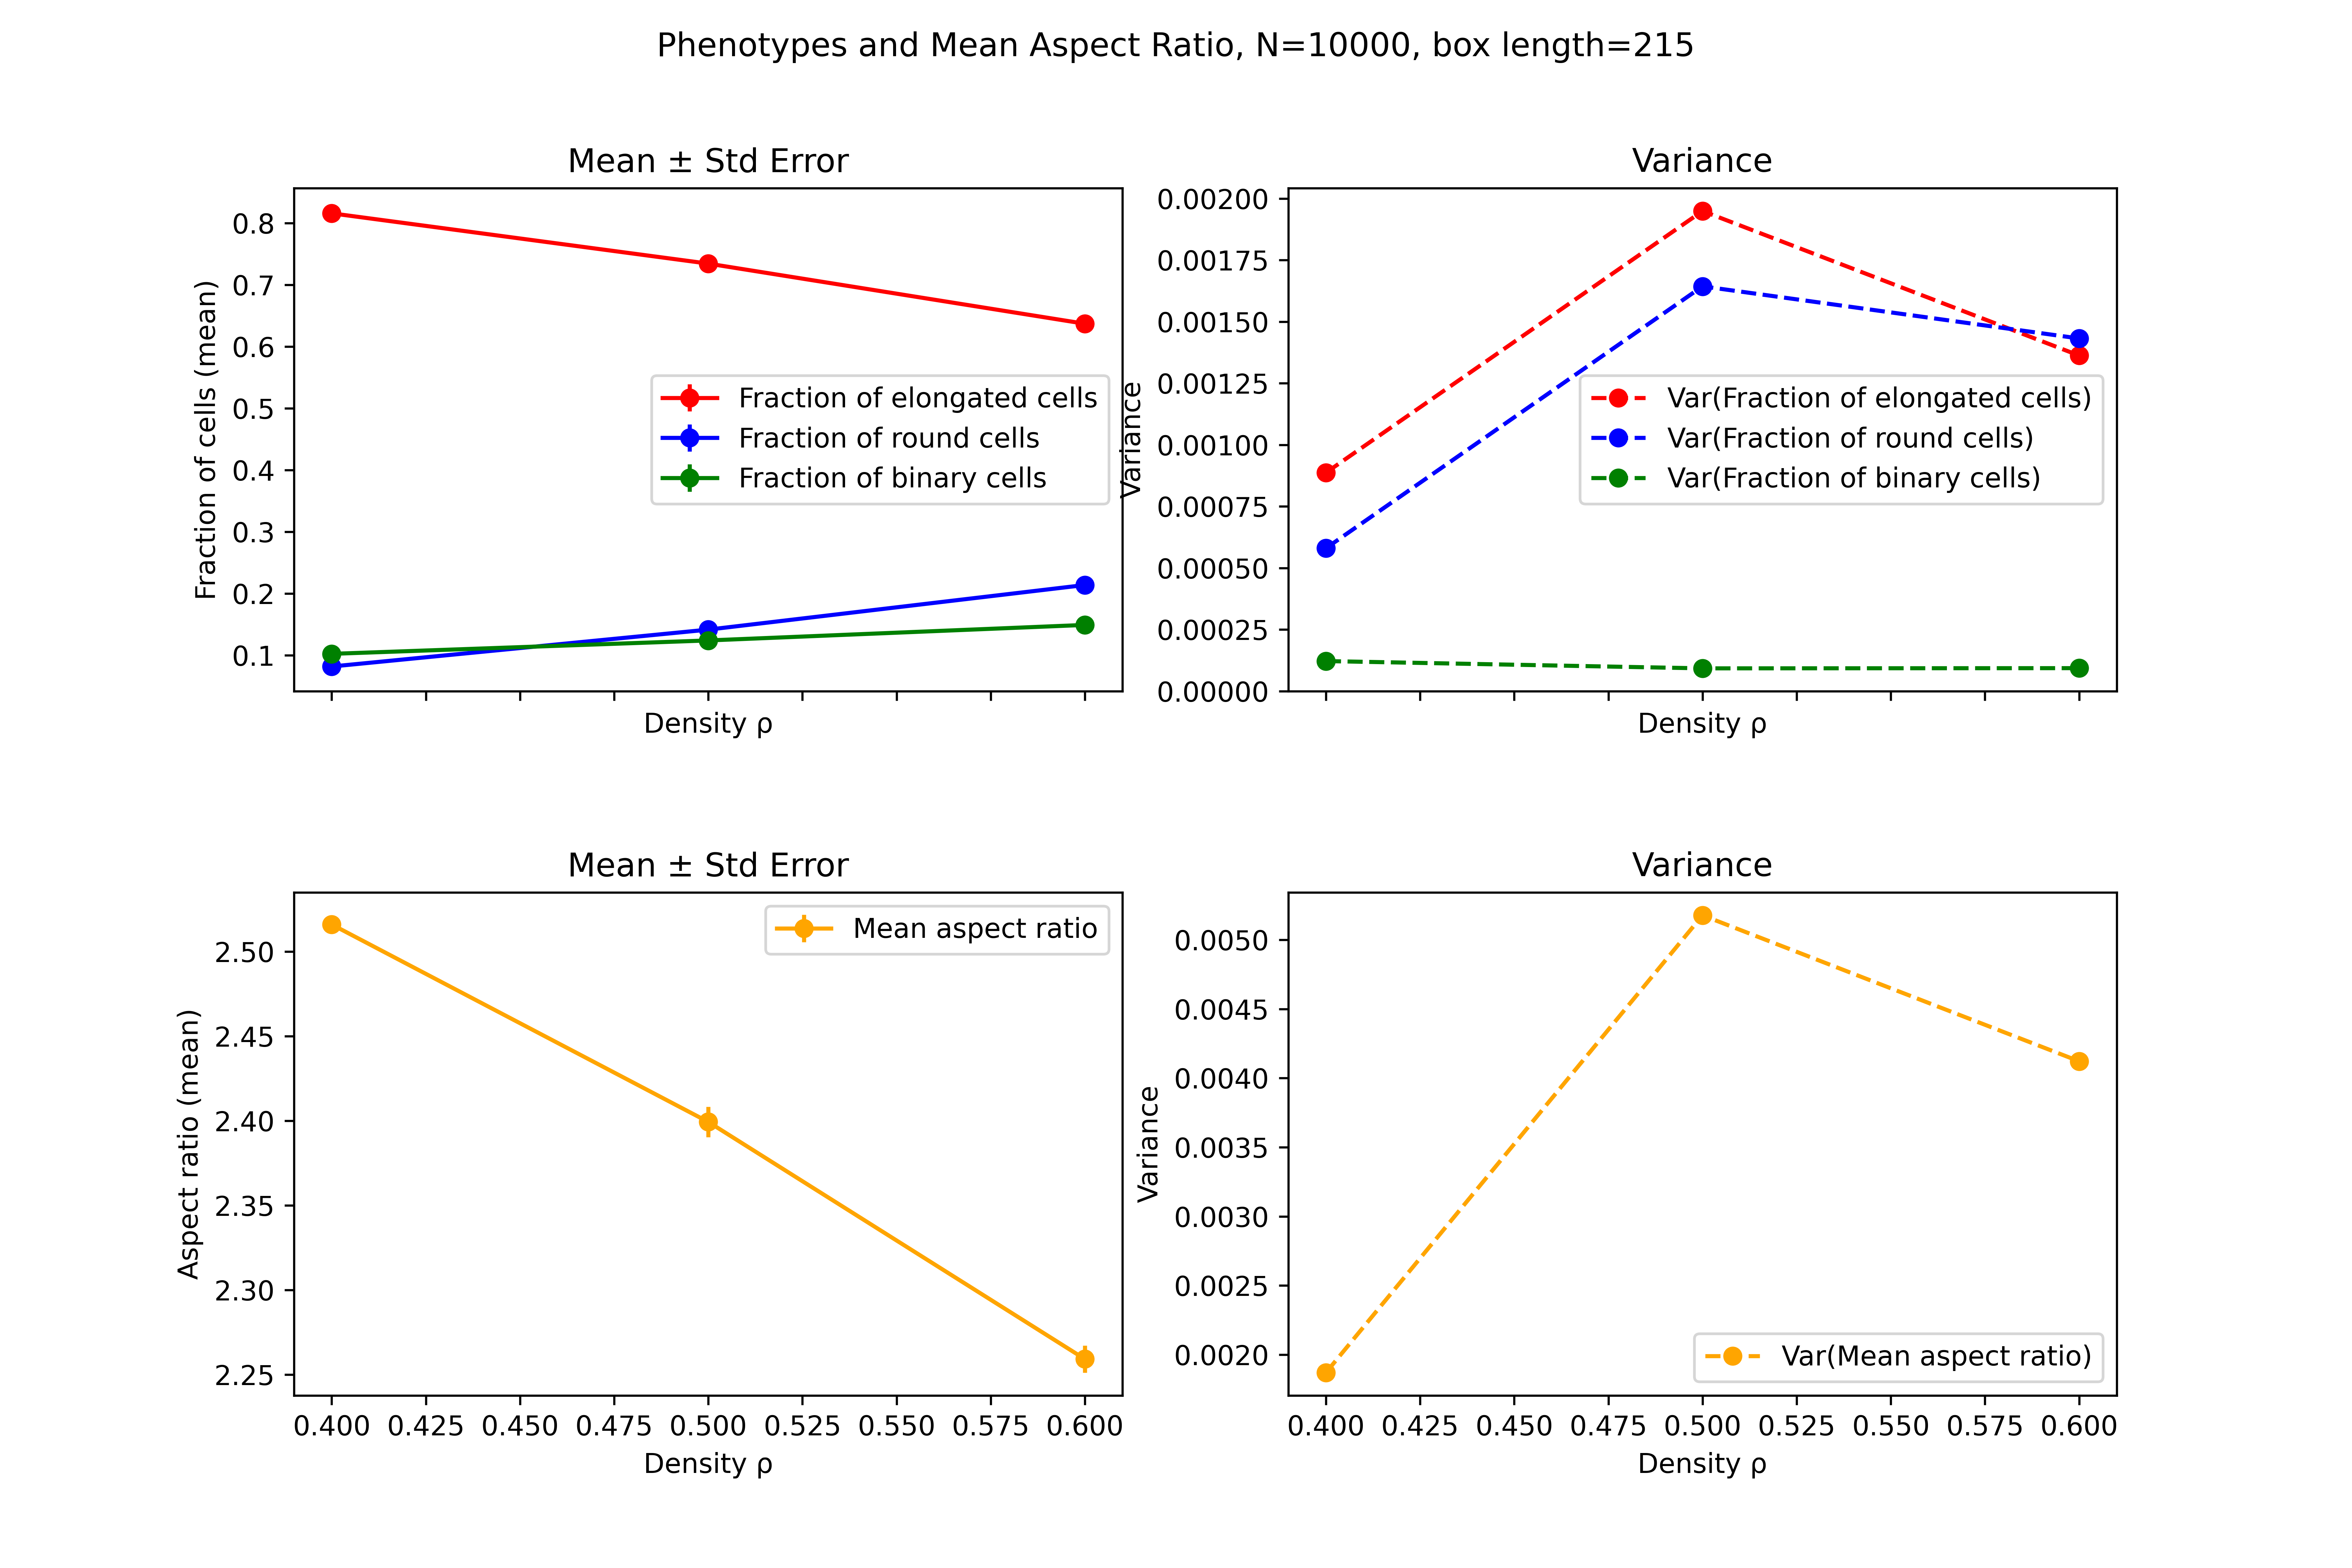 Phenotypes and Mean Aspect Ratio, N=10000, box length=215
Mean ± Std Error
Fraction of cells (mean)
0.8
0.7
0.6
0.5
0.4
0.3
0.2
0.1
Fraction of elongated cells
Fraction of round cells
Fraction of binary cells
Density ρ
Variance
Variance
0.00200
0.00175
0.00150
0.00125
0.00100
0.00075
0.00050
0.00025
0.00000
Var(Fraction of elongated cells)
Var(Fraction of round cells)
Var(Fraction of binary cells)
Density ρ
Mean ± Std Error
Aspect ratio (mean)
2.50
2.45
2.40
2.35
2.30
2.25
Mean aspect ratio
0.400 0.425 0.450 0.475 0.500 0.525 0.550 0.575 0.600
Density ρ
Variance
Variance
0.0050
0.0045
0.0040
0.0035
0.0030
0.0025
0.0020
Var(Mean aspect ratio)
0.400 0.425 0.450 0.475 0.500 0.525 0.550 0.575 0.600
Density ρ